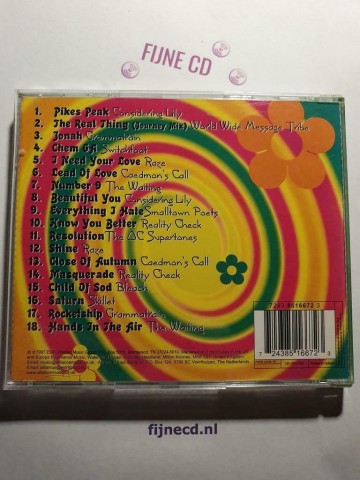 FIJNE CD
1. Pikes Peak Considering Lily
2. The Real Thing (Journey Mix) World Wide Message Tribe
3. Jonah Grammatrain
4. Chem 6A Switchfoot
5. I Need Your Love Raze
6. Lead Of Love Caedmon's Call
7. Number 9 The Waiting
8. Beautiful You Considering Lily
9. Everything I Hate Smalltown Poets
10. Know You Better Reality Check
11. Resolution The OC Supertones
12. Shine Raze
13. Close Of Autumn Caedmon's Call
14. Masquerade Reality Check
15. Child Of Sod Bleach
16. Saturn Skillet
17. Rocketship Grammatrain
18. Hands In The Air The Waiting
7 24385 16672 3
fijnecd.nl